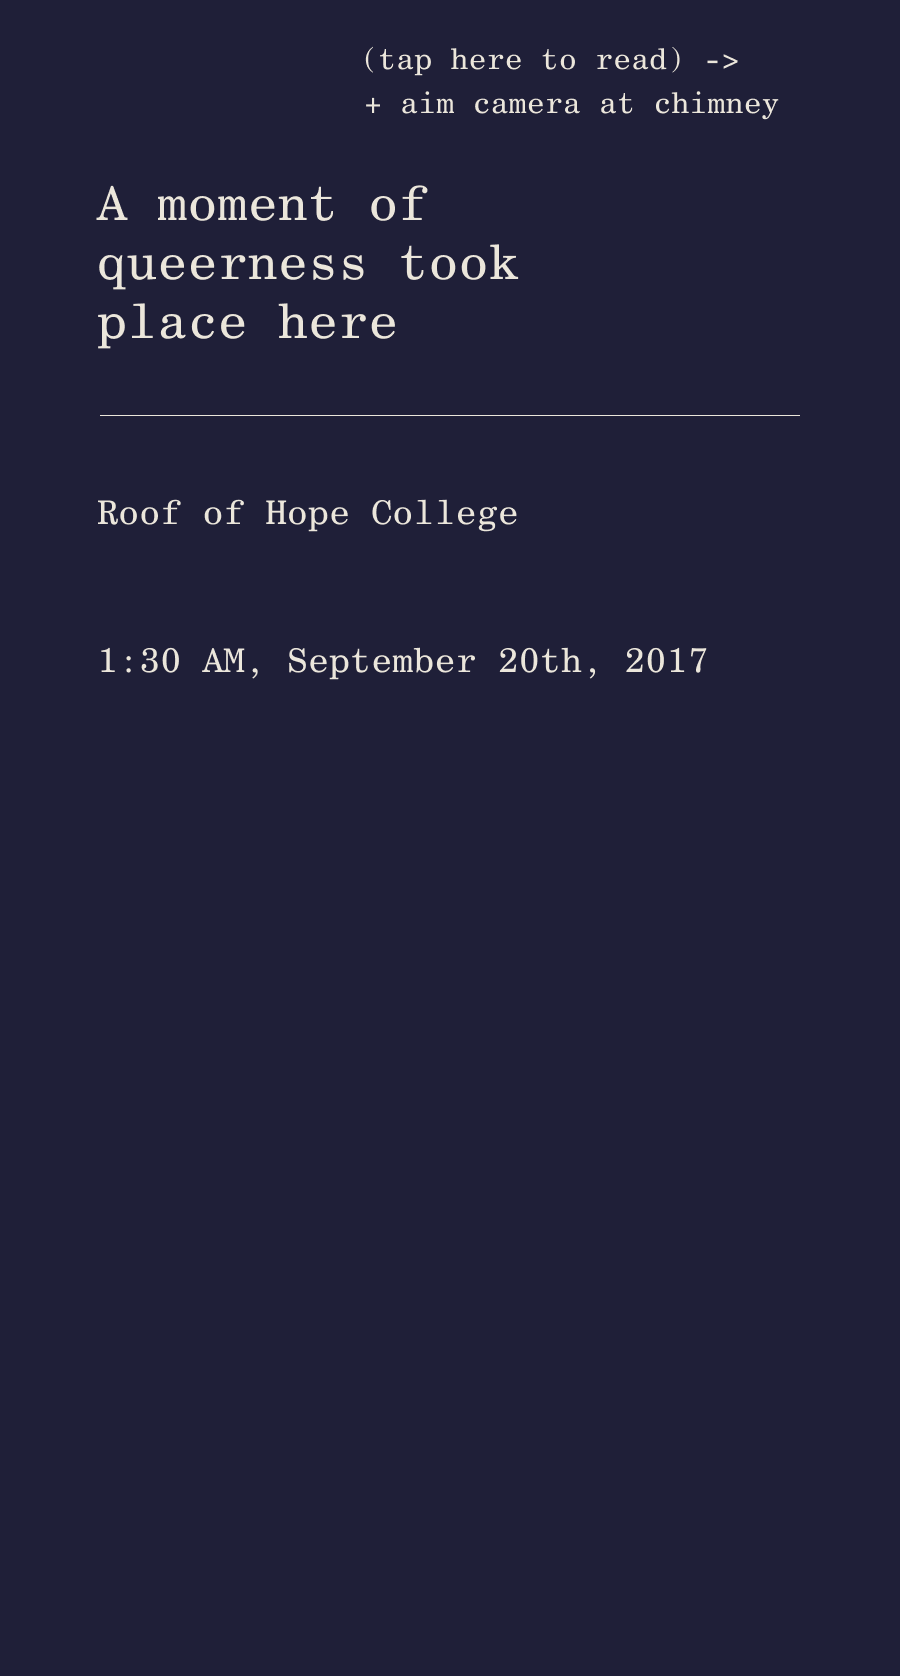 (tap here to read) ->
+ aim camera at chimney
A moment of
queerness took
place here
Roof of Hope College
1:30 AM, September 20th, 2017